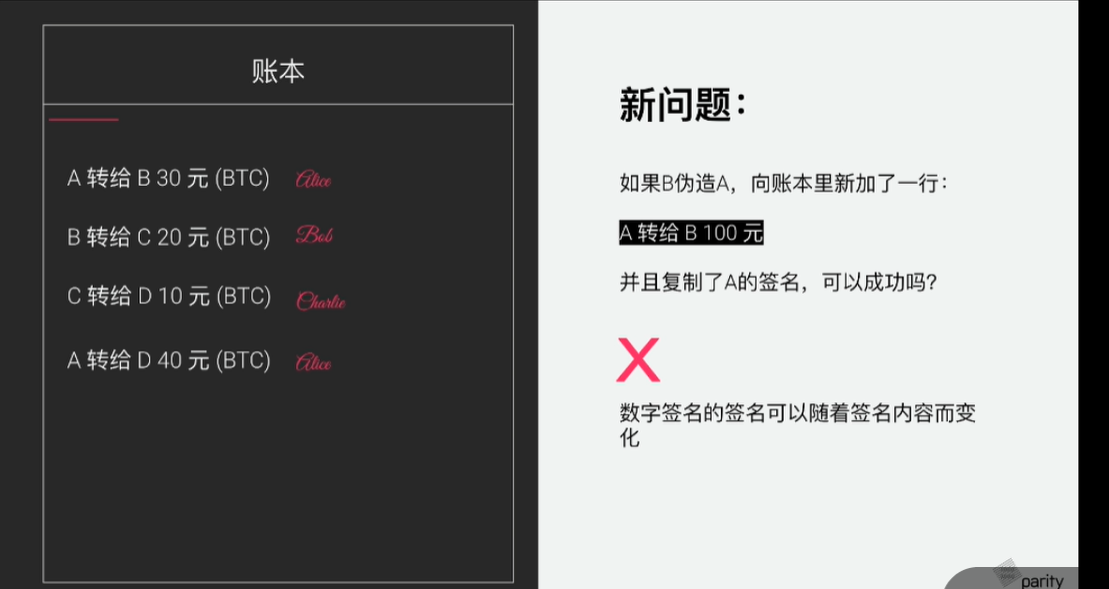 账本
A 转给 B 30 元 (BTC) Alice
B 转给 C 20 元 (BTC) Bob
C 转给 D 10 元 (BTC) Charlie
A 转给 D 40 元 (BTC) Alice
新问题：
如果B伪造A，向账本里新加了一行：
A 转给 B 100 元
并且复制了A的签名，可以成功吗？
X
数字签名的签名可以随着签名内容而变
化
parity